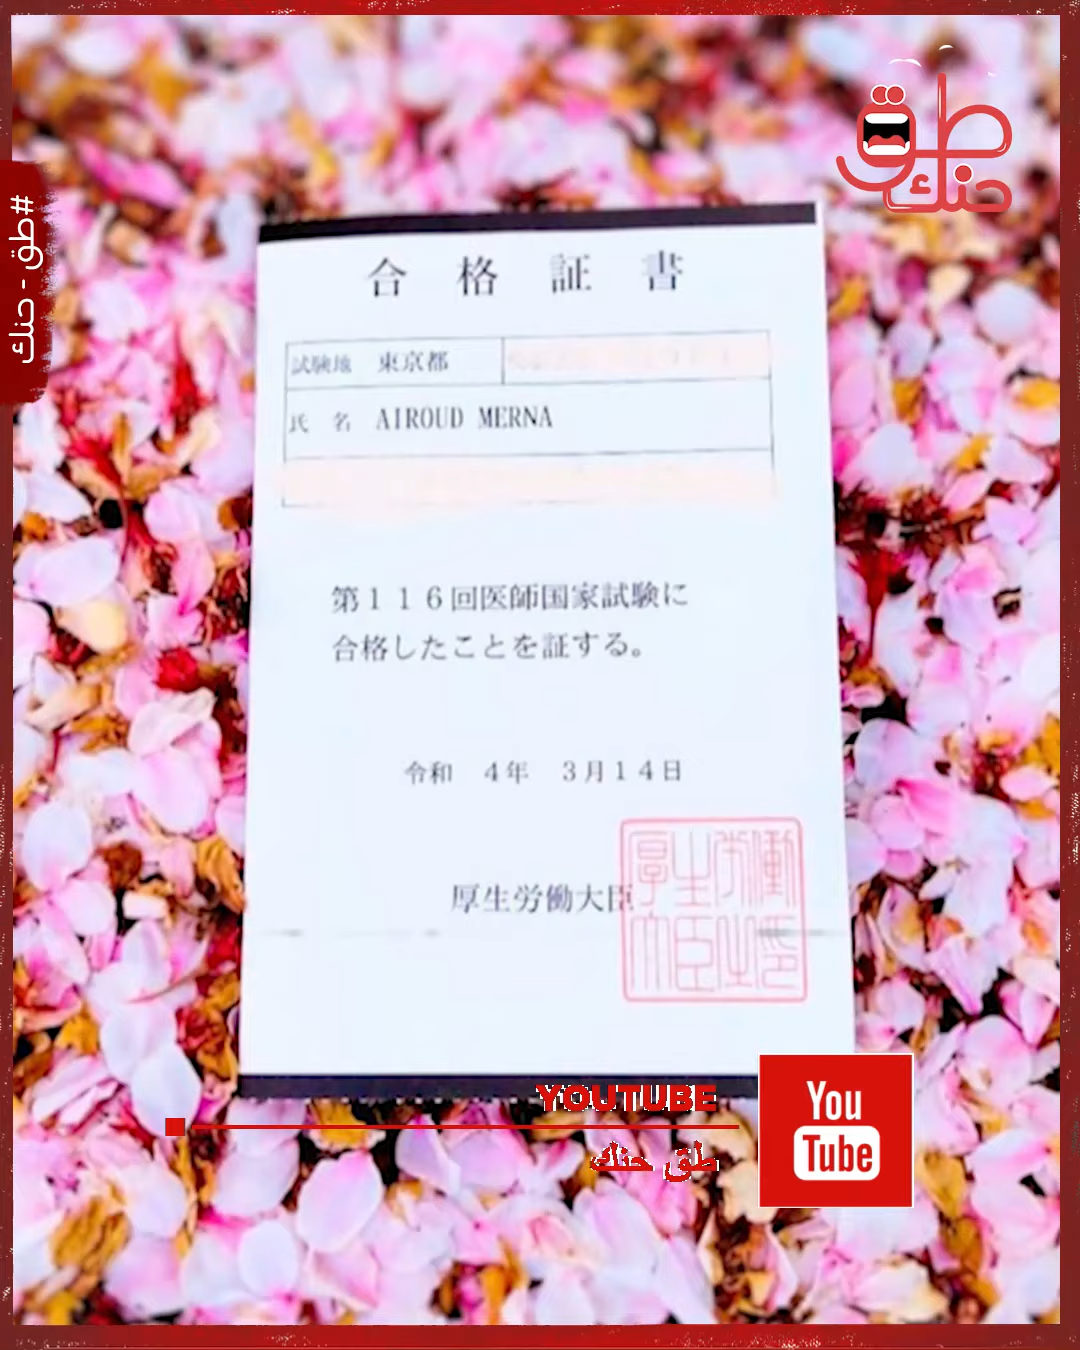 طق
حنك
#طق - حنك
合格証書
試験地 東京都
氏 名 AIROUD MERNA
第116回医師国家試験に
合格したことを証する。
令和 4年 3月14日
厚生労働大臣
YOUTUBE
طق حنك
You
Tube